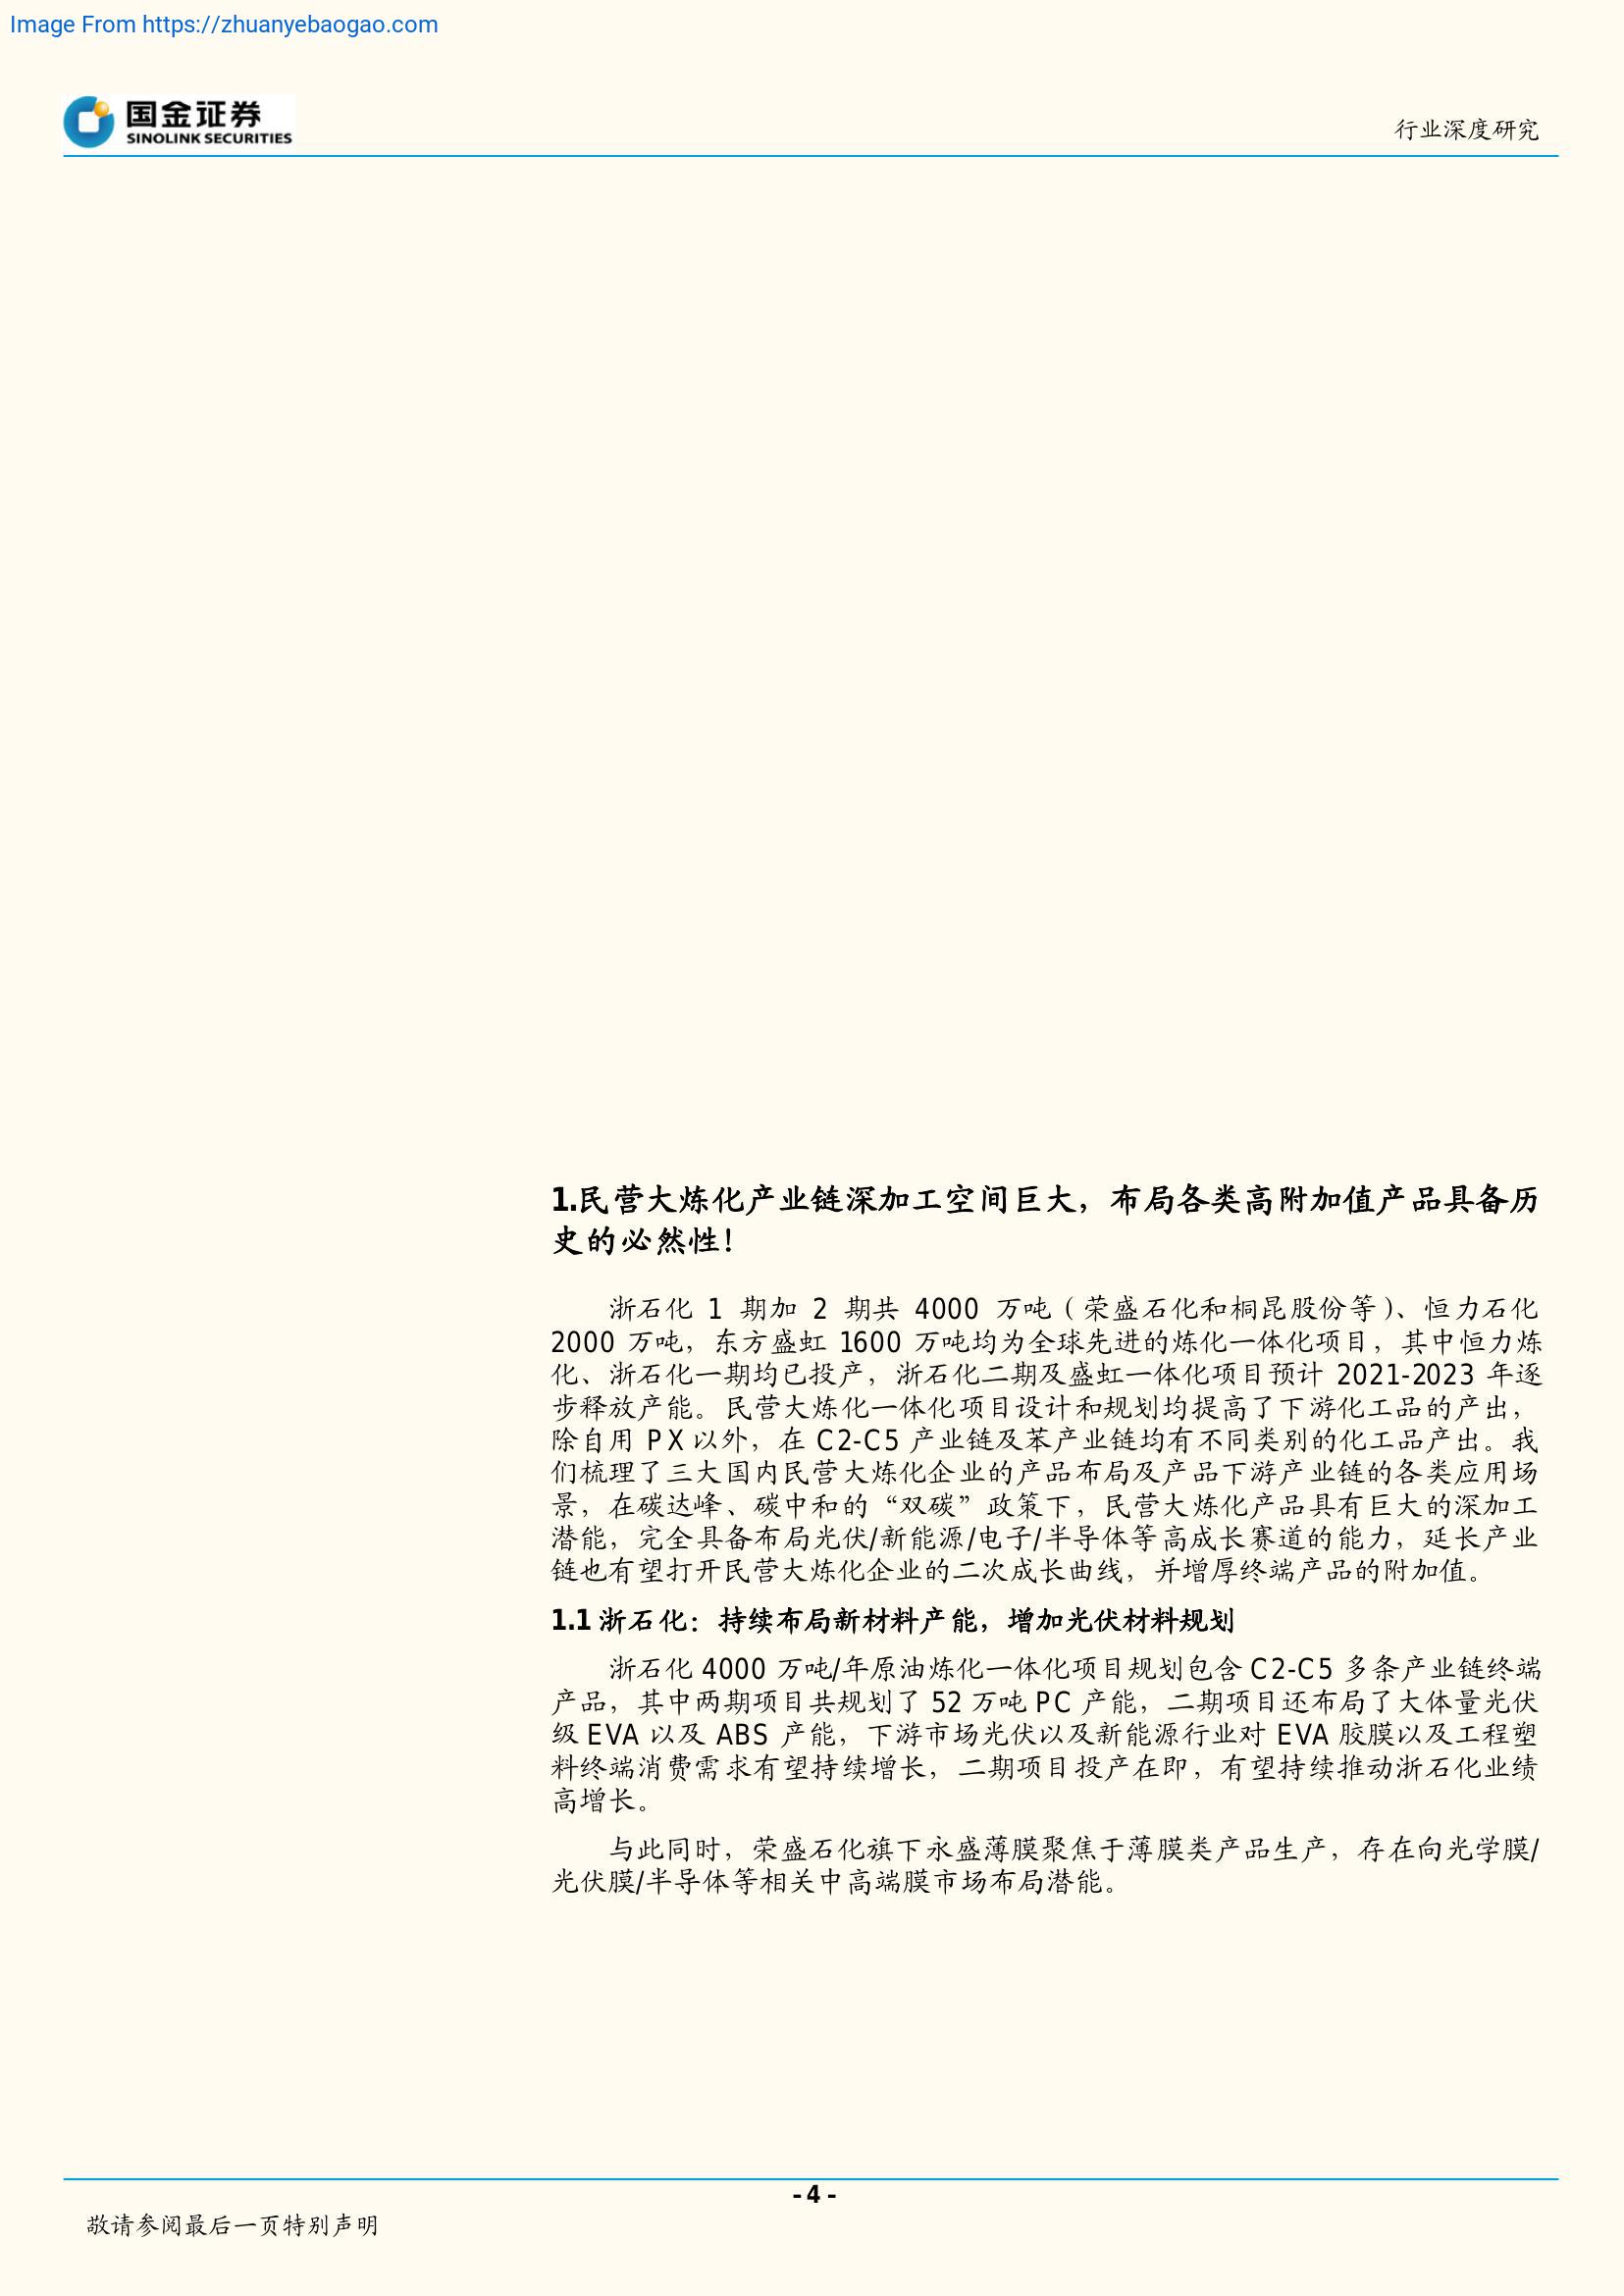 Image From https://zhuanyebaogao.com
国金证券
SINOLINK SECURITIES
行业深度研究
1.民营大炼化产业链深加工空间巨大，布局各类高附加值产品具备历
史的必然性！
浙石化 1 期加 2 期共 4000 万吨（荣盛石化和桐昆股份等）、恒力石化
2000 万吨，东方盛虹 1600 万吨均为全球先进的炼化一体化项目，其中恒力炼
化、浙石化一期均已投产，浙石化二期及盛虹一体化项目预计 2021-2023 年逐
步释放产能。民营大炼化一体化项目设计和规划均提高了下游化工品的产出，
除自用 PX 以外，在 C2-C5 产业链及苯产业链均有不同类别的化工品产出。我
们梳理了三大国内民营大炼化企业的产品布局及产品下游产业链的各类应用场
景，在碳达峰、碳中和的“双碳”政策下，民营大炼化产品具有巨大的深加工
潜能，完全具备布局光伏/新能源/电子/半导体等高成长赛道的能力，延长产业
链也有望打开民营大炼化企业的二次成长曲线，并增厚终端产品的附加值。
1.1 浙石化：持续布局新材料产能，增加光伏材料规划
浙石化 4000 万吨/年原油炼化一体化项目规划包含 C2-C5 多条产业链终端
产品，其中两期项目共规划了 52 万吨 PC 产能，二期项目还布局了大体量光伏
级 EVA 以及 ABS 产能，下游市场光伏以及新能源行业对 EVA 胶膜以及工程塑
料终端消费需求有望持续增长，二期项目投产在即，有望持续推动浙石化业绩
高增长。
与此同时，荣盛石化旗下永盛薄膜聚焦于薄膜类产品生产，存在向光学膜/
光伏膜/半导体等相关中高端膜市场布局潜能。
- 4 -
敬请参阅最后一页特别声明